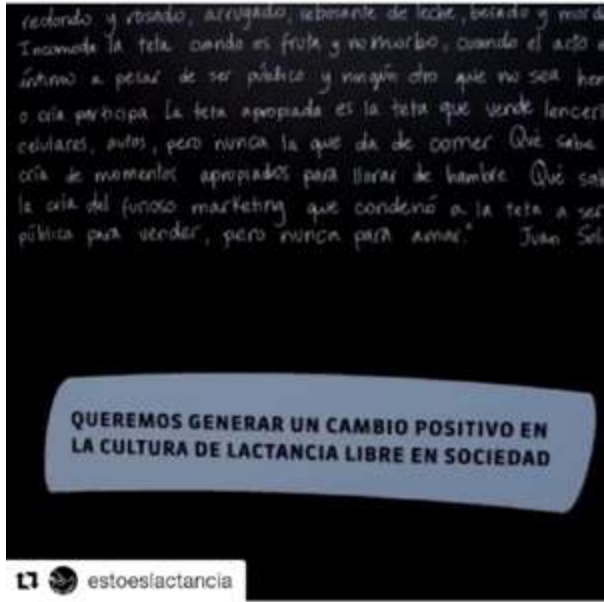 redondo y rosado, arrugado, rebosante de leche, besado y mord
Incomoda la teta cuando es fruta y no morbo, cuando el acto e
íntimo a pesar de ser público y ningún otro que no sea hem
o cría participa La teta apropiada es la teta que vende lencerí
celulares, autos, pero nunca la que da de comer Qué sabe
cría de momentos apropiados para llorar de hambre Qué sab
la cría del furioso marketing que condenó a la teta a ser
pública para vender, pero nunca para amar." Juan Sol
QUEREMOS GENERAR UN CAMBIO POSITIVO EN
LA CULTURA DE LACTANCIA LIBRE EN SOCIEDAD
estoeslactancia